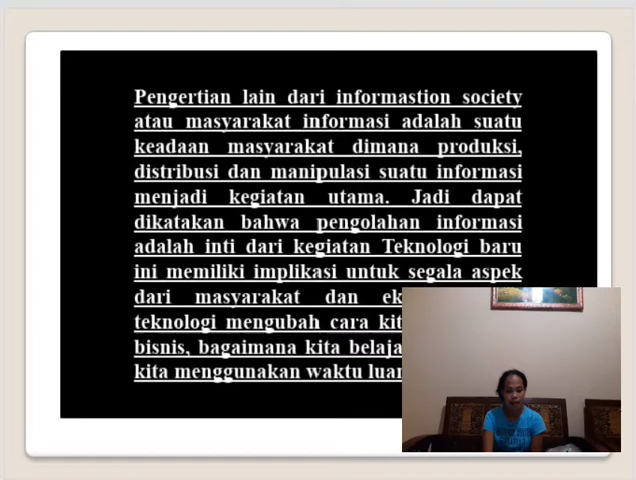 Pengertian lain dari informastion society
atau masyarakat informasi adalah suatu
keadaan masyarakat dimana produksi,
distribusi dan manipulasi suatu informasi
menjadi kegiatan utama. Jadi dapat
dikatakan bahwa pengolahan informasi
adalah inti dari kegiatan Teknologi baru
ini memiliki implikasi untuk segala aspek
dari masyarakat dan
teknologi mengubah cara
bisnis, bagaimana kita
kita menggunakan waktu